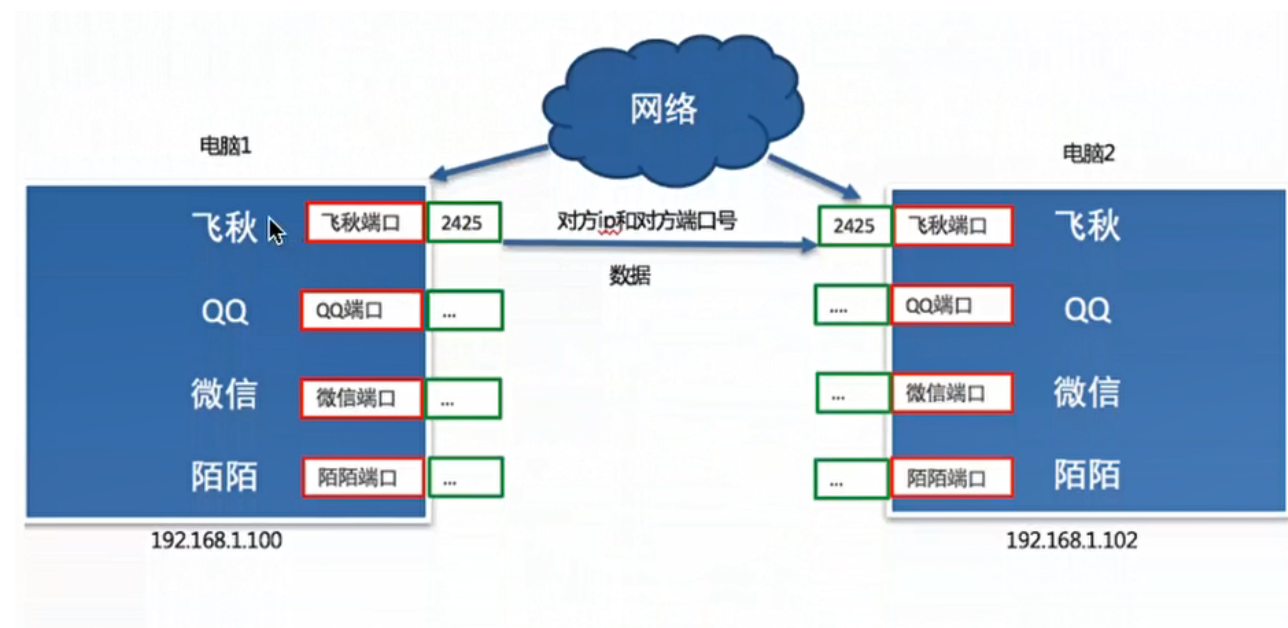 网络
电脑1
电脑2
飞秋 飞秋端口 2425
对方ip和对方端口号
2425 飞秋端口 飞秋
数据
QQ QQ端口 ...
.... QQ端口 QQ
微信 微信端口 ...
... 微信端口 微信
陌陌 陌陌端口 ...
... 陌陌端口 陌陌
192.168.1.100
192.168.1.102